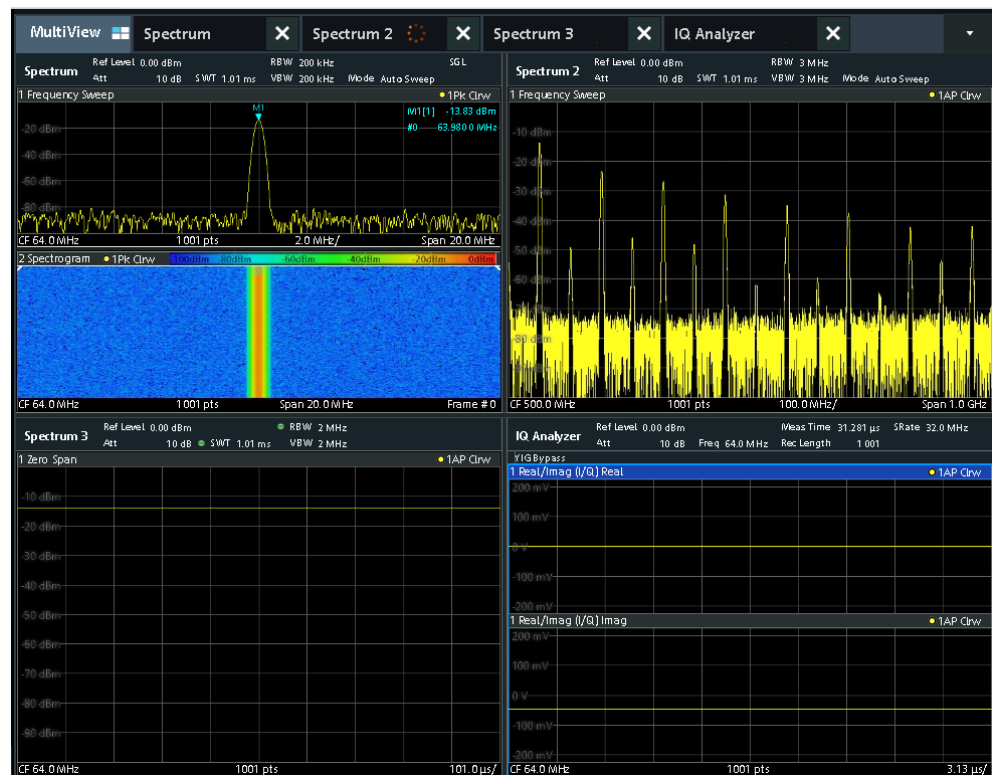 MultiView Spectrum Spectrum 2 Spectrum 3 IQ Analyzer
Spectrum Ref Level 0.00 dBm RBW 200 kHz SGL
Att 10 dB SWT 1.01 ms VBW 200 kHz Mode Auto Sweep
1 Frequency Sweep 1Pk Clrw
M1 M1[1] -13.83 dBm
#0 63.9800 MHz
-20 dBm
-40 dBm
-60 dBm
-80 dBm
CF 64.0 MHz 1001 pts 2.0 MHz/ Span 20.0 MHz
2 Spectrogram 1Pk Clrw -100dBm -80dBm -60dBm -40dBm -20dBm 0dBm
CF 64.0 MHz 1001 pts Span 20.0 MHz Frame #0
Spectrum 2 Ref Level 0.00 dBm RBW 3 MHz
Att 10 dB SWT 1.01 ms VBW 3 MHz Mode Auto Sweep
1 Frequency Sweep 1AP Clrw
-10 dBm
-20 dBm
-30 dBm
-40 dBm
-50 dBm
-60 dBm
-80 dBm
CF 500.0 MHz 1001 pts 100.0 MHz/ Span 1.0 GHz
Spectrum 3 Ref Level 0.00 dBm RBW 2 MHz
Att 10 dB SWT 1.01 ms VBW 2 MHz
1 Zero Span 1AP Clrw
-10 dBm
-20 dBm
-30 dBm
-40 dBm
-50 dBm
-60 dBm
-70 dBm
-80 dBm
-90 dBm
CF 64.0 MHz 1001 pts 101.0 µs/
IQ Analyzer Ref Level 0.00 dBm Meas Time 31.281 µs SRate 32.0 MHz
Att 10 dB Freq 64.0 MHz Rec Length 1001
YIG Bypass
1 Real/Imag (I/Q) Real 1AP Clrw
200 mV
100 mV
0 V
-100 mV
-200 mV
1 Real/Imag (I/Q) Imag 1AP Clrw
200 mV
100 mV
0 V
-100 mV
-200 mV
CF 64.0 MHz 1001 pts 3.13 µs/